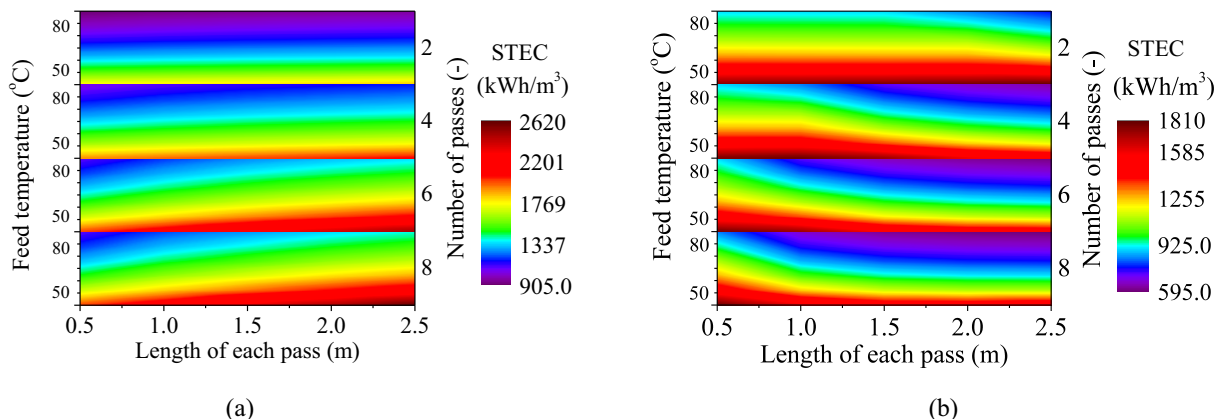 80
50
80
50
80
50
80
50
Feed temperature (°C)
0.5 1.0 1.5 2.0 2.5
Length of each pass (m)
2
4
6
8
Number of passes (-)
STEC
(kWh/m³)
2620
2201
1769
1337
905.0
(a)
80
50
80
50
80
50
80
50
Feed temperature (°C)
0.5 1.0 1.5 2.0 2.5
Length of each pass (m)
2
4
6
8
Number of passes (-)
STEC
(kWh/m³)
1810
1585
1255
925.0
595.0
(b)